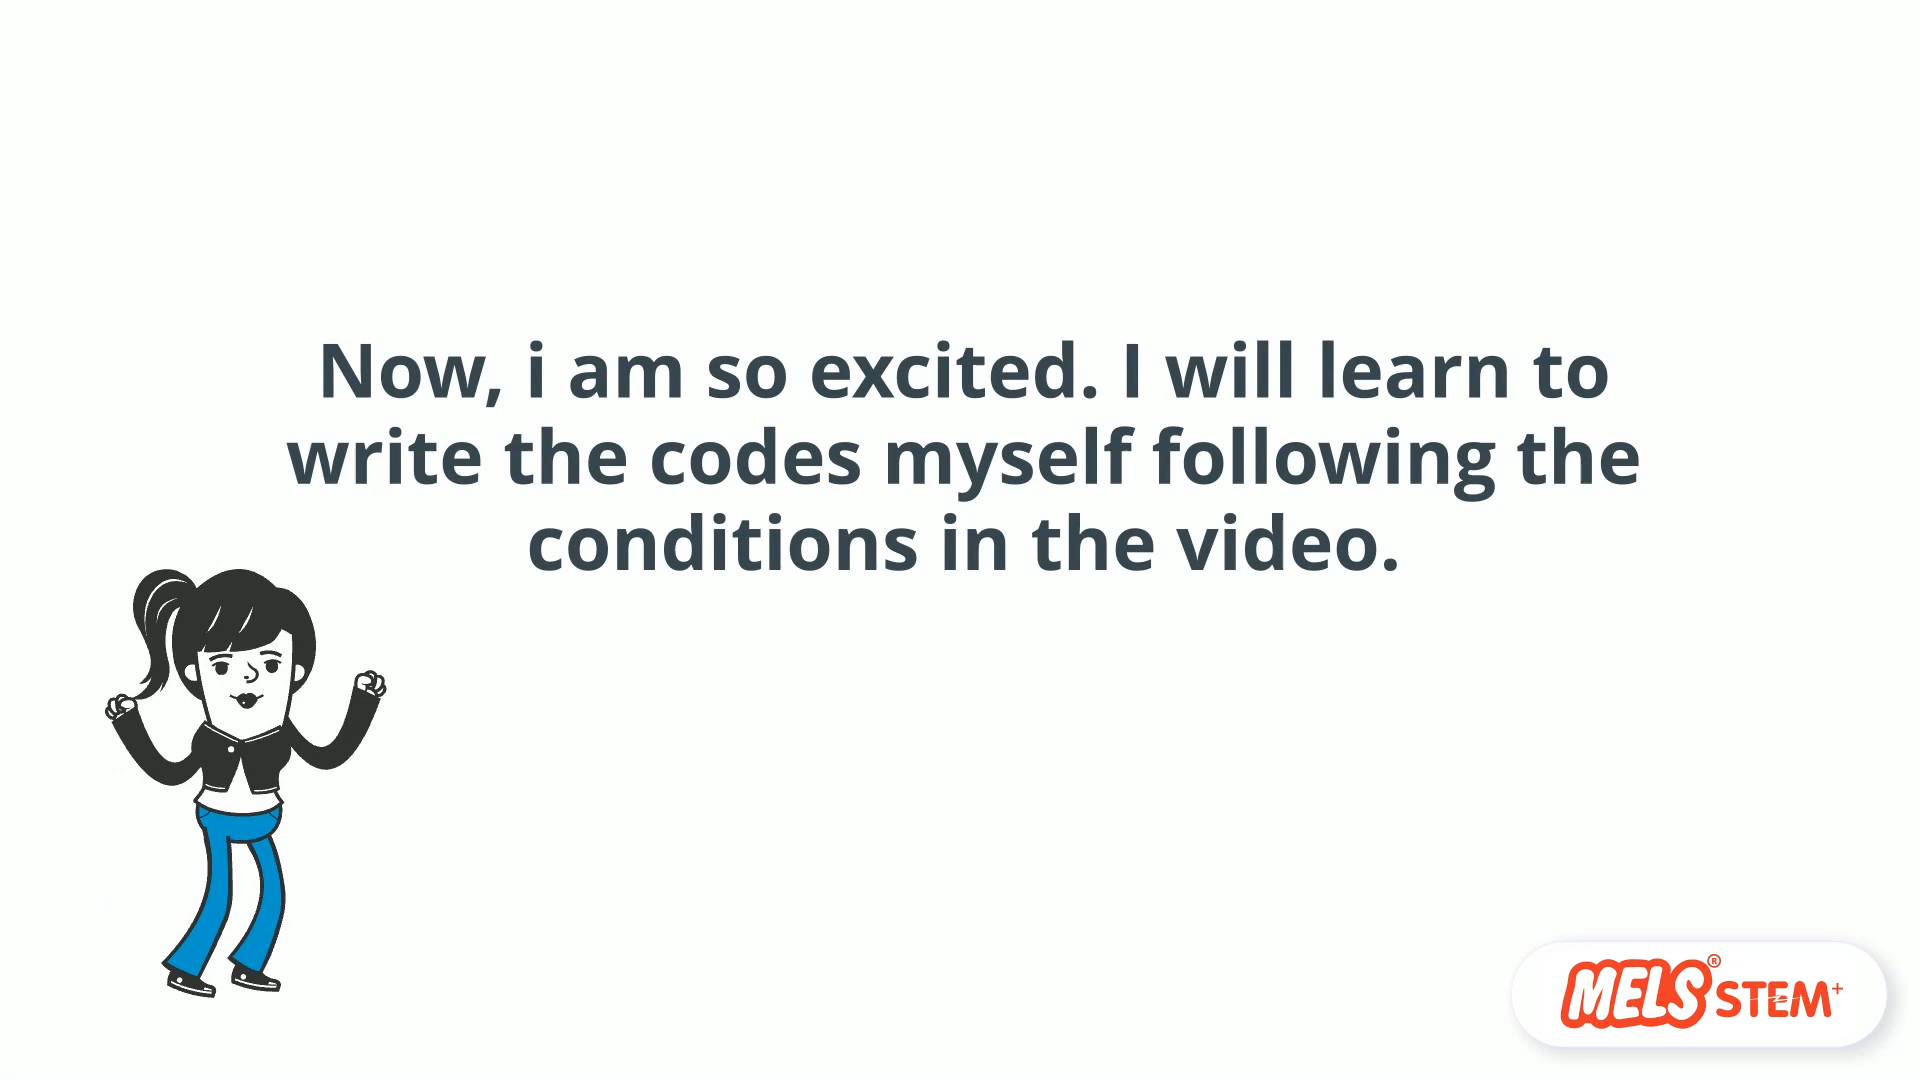 Now, i am so excited. I will learn to
write the codes myself following the
conditions in the video.
MELS® STEM+